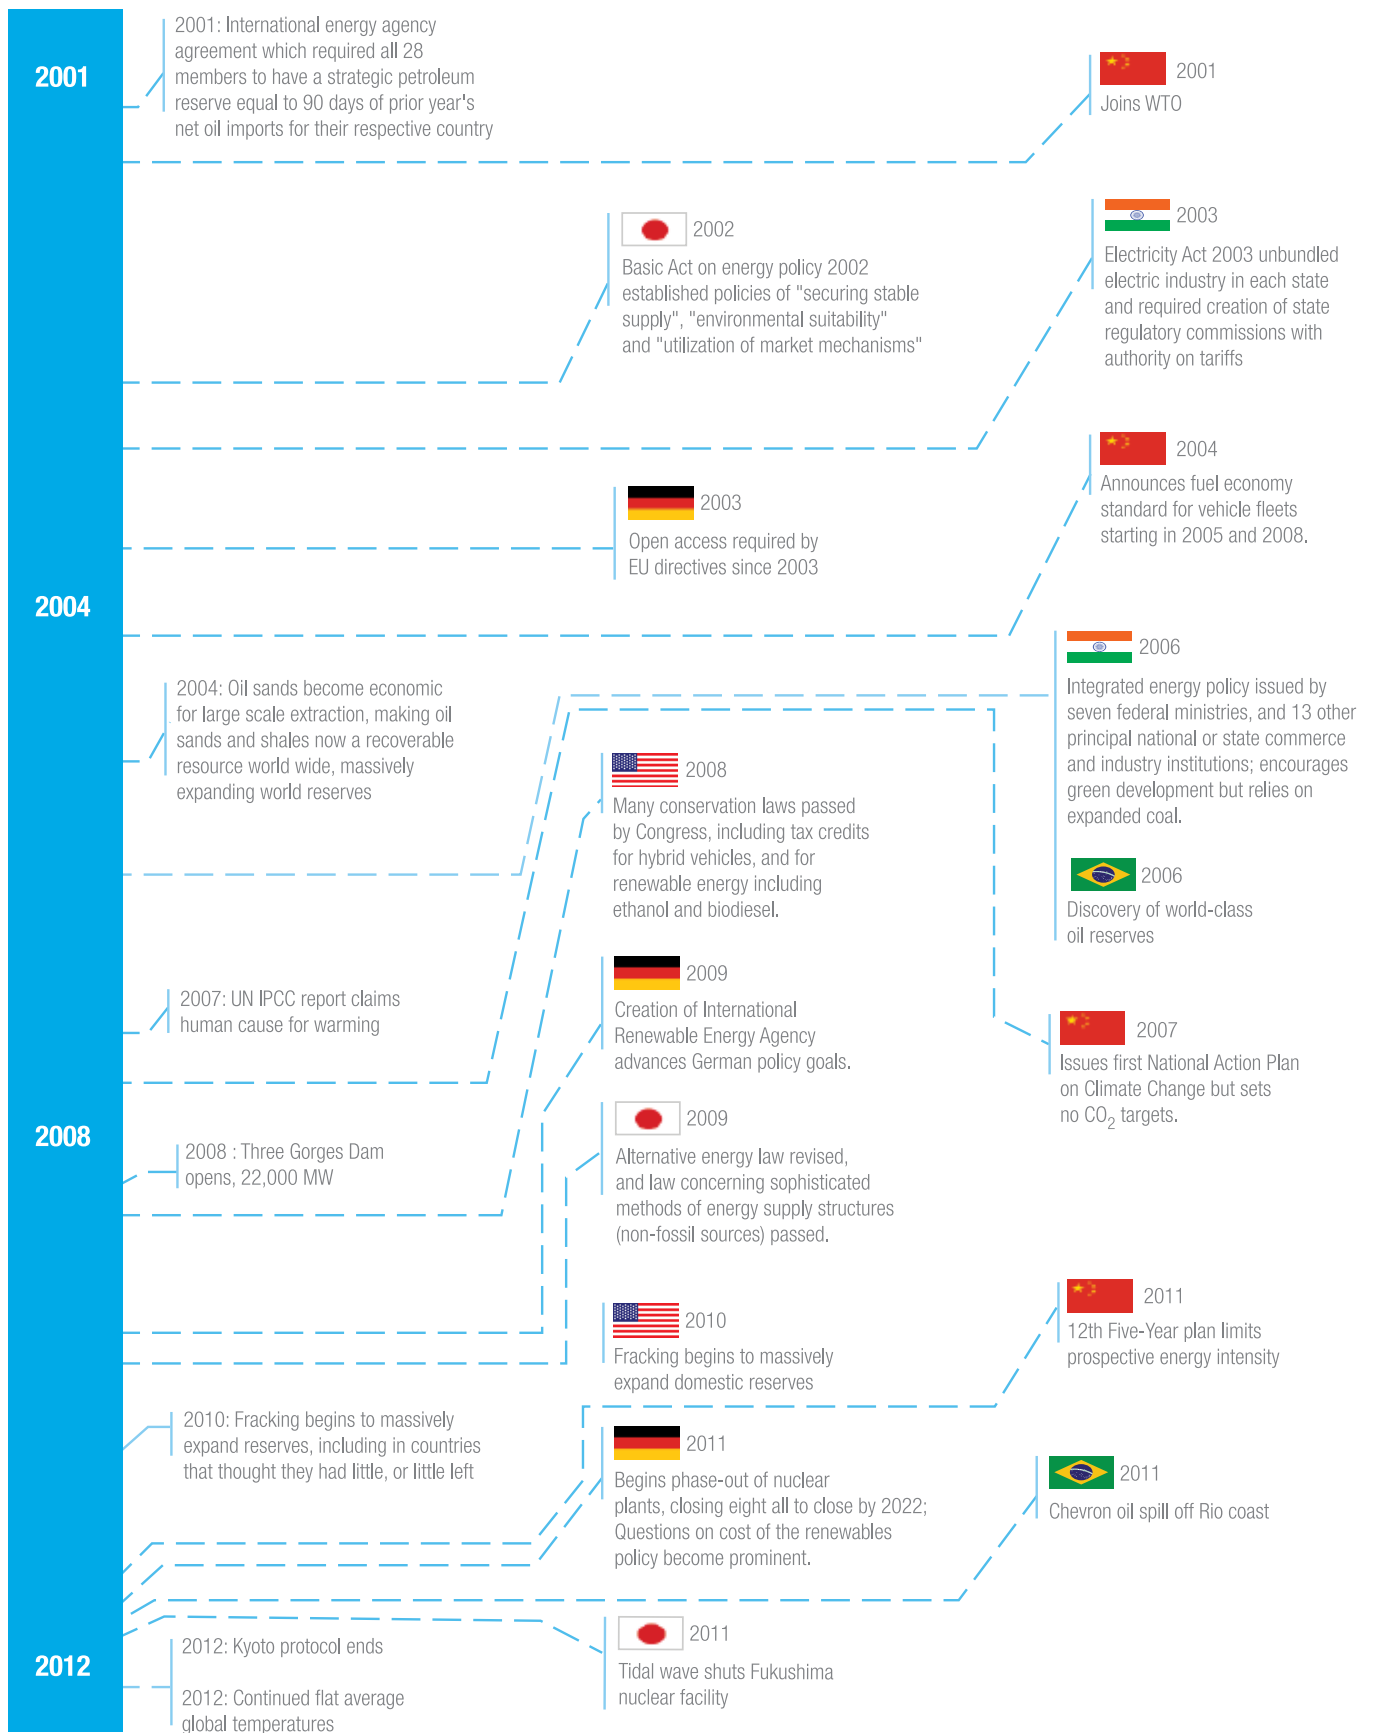 2001
2001: International energy agency
agreement which required all 28
members to have a strategic petroleum
reserve equal to 90 days of prior year's
net oil imports for their respective country
2001
Joins WTO
2002
Basic Act on energy policy 2002
established policies of "securing stable
supply", "environmental suitability"
and "utilization of market mechanisms"
2003
Electricity Act 2003 unbundled
electric industry in each state
and required creation of state
regulatory commissions with
authority on tariffs
2003
Open access required by
EU directives since 2003
2004
Announces fuel economy
standard for vehicle fleets
starting in 2005 and 2008.
2004
2004: Oil sands become economic
for large scale extraction, making oil
sands and shales now a recoverable
resource world wide, massively
expanding world reserves
2006
Integrated energy policy issued by
seven federal ministries, and 13 other
principal national or state commerce
and industry institutions; encourages
green development but relies on
expanded coal.
2008
Many conservation laws passed
by Congress, including tax credits
for hybrid vehicles, and for
renewable energy including
ethanol and biodiesel.
2006
Discovery of world-class
oil reserves
2007: UN IPCC report claims
human cause for warming
2009
Creation of International
Renewable Energy Agency
advances German policy goals.
2007
Issues first National Action Plan
on Climate Change but sets
no CO2 targets.
2008
2008 : Three Gorges Dam
opens, 22,000 MW
2009
Alternative energy law revised,
and law concerning sophisticated
methods of energy supply structures
(non-fossil sources) passed.
2010
Fracking begins to massively
expand domestic reserves
2011
12th Five-Year plan limits
prospective energy intensity
2010: Fracking begins to massively
expand reserves, including in countries
that thought they had little, or little left
2011
Begins phase-out of nuclear
plants, closing eight all to close by 2022;
Questions on cost of the renewables
policy become prominent.
2011
Chevron oil spill off Rio coast
2012
2012: Kyoto protocol ends
2012: Continued flat average
global temperatures
2011
Tidal wave shuts Fukushima
nuclear facility